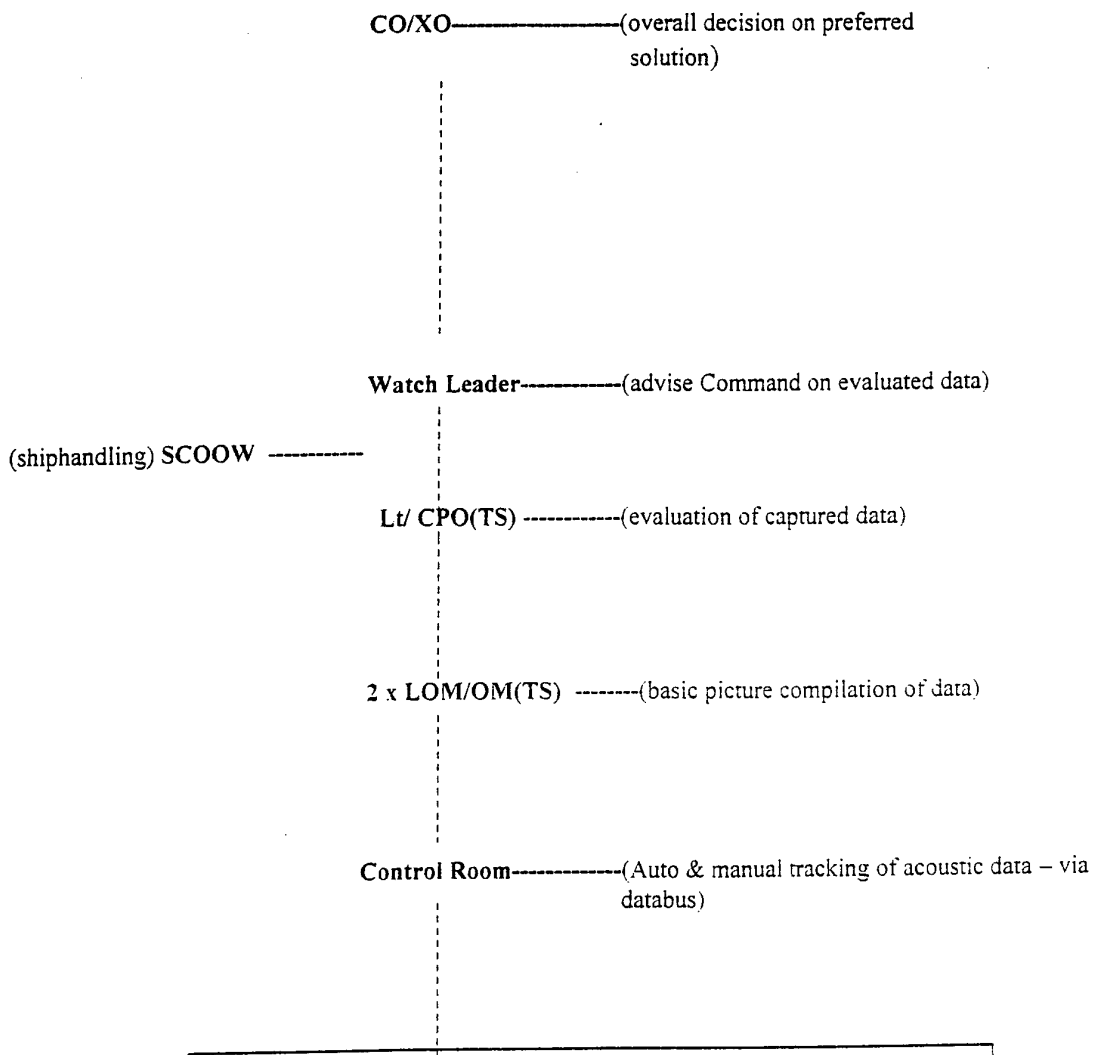 CO/XO (overall decision on preferred
solution)
Watch Leader (advise Command on evaluated data)
(shiphandling) SCOOW
Lt/ CPO(TS) (evaluation of captured data)
2 x LOM/OM(TS) (basic picture compilation of data)
Control Room (Auto & manual tracking of acoustic data – via
databus)